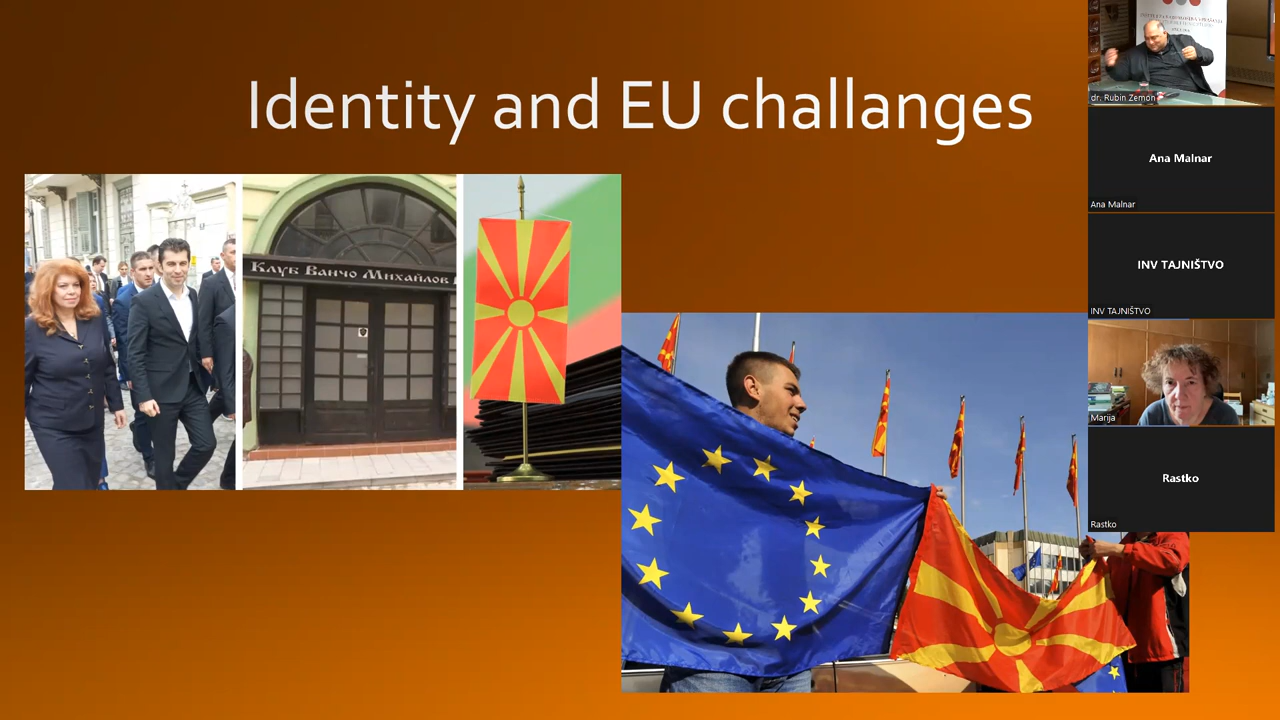 Identity and EU challanges
Клуб Ванчо Михайлов
dr. Rubin Zemon
Ana Malnar
Ana Malnar
INV TAJNIŠTVO
INV TAJNIŠTVO
Marija
Rastko
Rastko